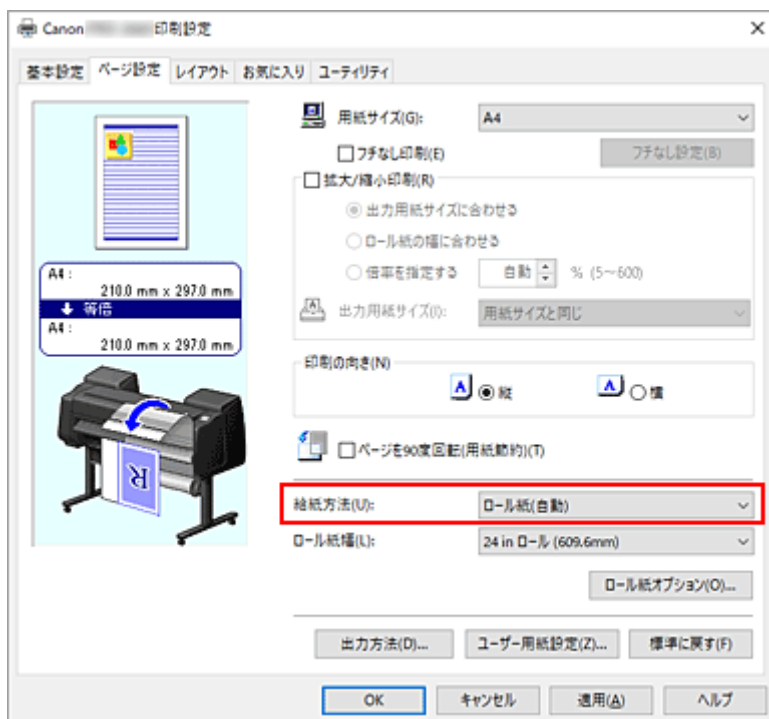 Canon 印刷設定
基本設定 ページ設定 レイアウト お気に入り ユーティリティ
用紙サイズ(G): A4
フチなし印刷(E) フチなし設定(B)
拡大/縮小印刷(R)
出力用紙サイズに合わせる
ロール紙の幅に合わせる
倍率を指定する 自動 % (5～600)
出力用紙サイズ(I): 用紙サイズと同じ
A4 :
210.0 mm x 297.0 mm
等倍
A4 :
210.0 mm x 297.0 mm
印刷の向き(N)
A 縦 A 横
ページを90度回転(用紙節約)(T)
R
給紙方法(U): ロール紙(自動)
ロール紙幅(L): 24 in ロール (609.6mm)
ロール紙オプション(O)...
出力方法(D)... ユーザー用紙設定(Z)... 標準に戻す(F)
OK キャンセル 適用(A) ヘルプ